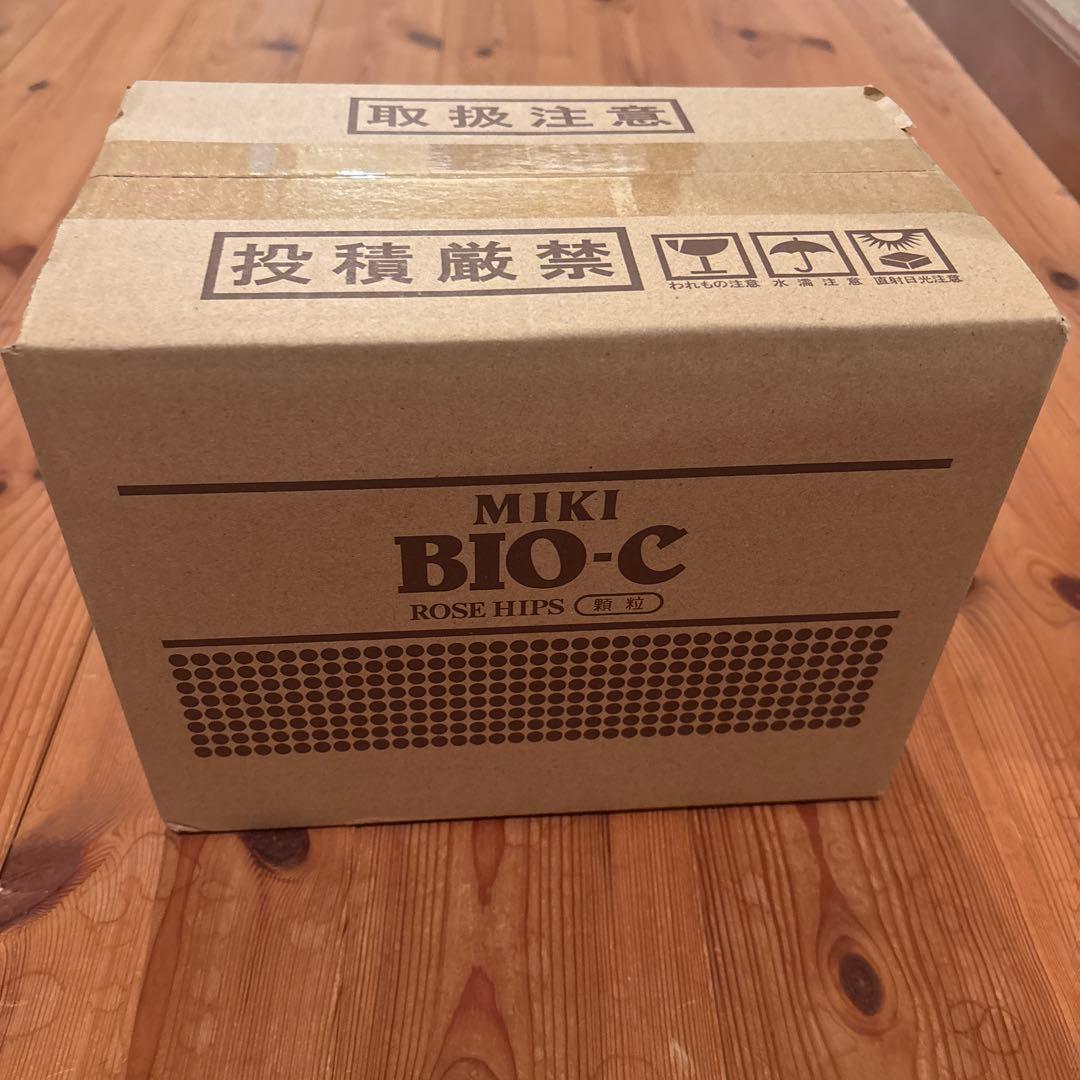 取扱注意
投積厳禁
われもの注意 水濡注意 直射日光注意
MIKI
BIO-C
ROSE HIPS 顆粒